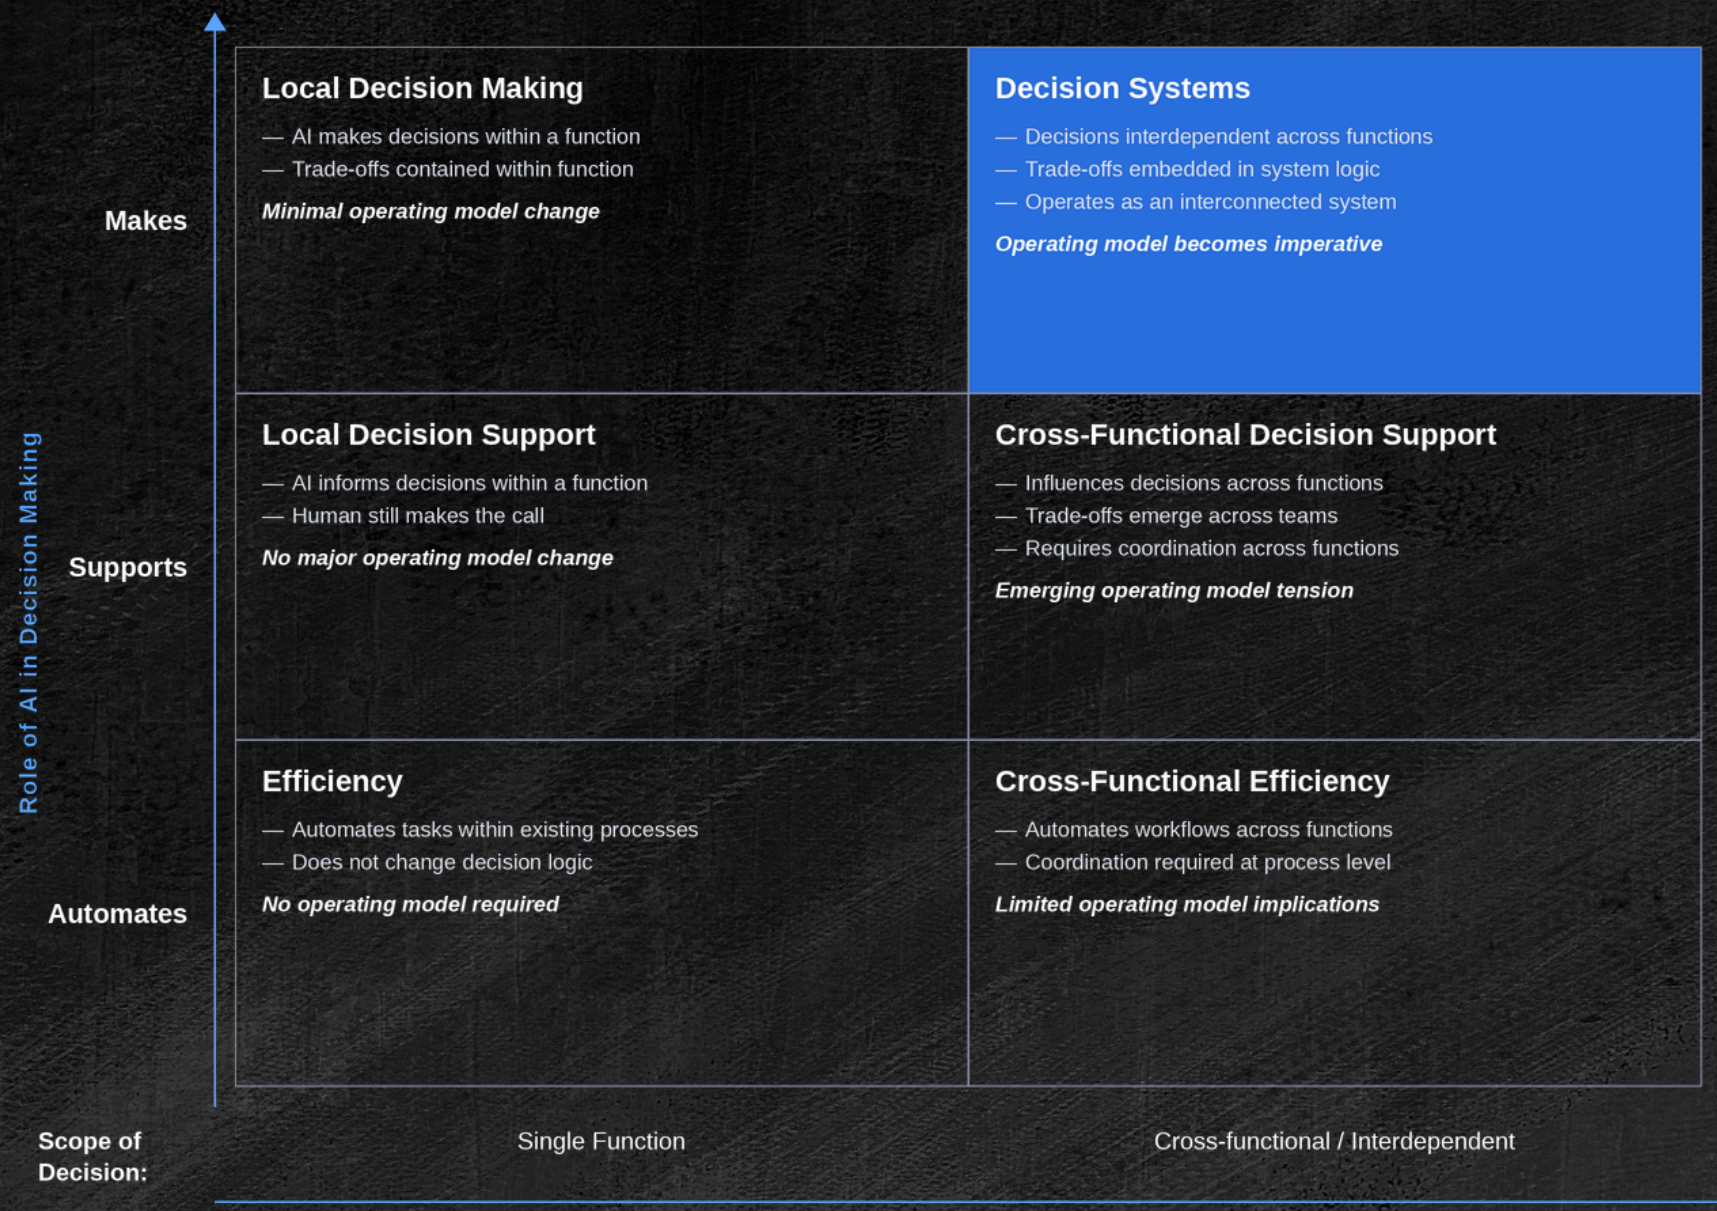 Local Decision Making
— AI makes decisions within a function
— Trade-offs contained within function
Minimal operating model change
Decision Systems
— Decisions interdependent across functions
— Trade-offs embedded in system logic
— Operates as an interconnected system
Operating model becomes imperative
Makes
Local Decision Support
— AI informs decisions within a function
— Human still makes the call
No major operating model change
Cross-Functional Decision Support
— Influences decisions across functions
— Trade-offs emerge across teams
— Requires coordination across functions
Emerging operating model tension
Supports
Role of AI in Decision Making
Efficiency
— Automates tasks within existing processes
— Does not change decision logic
No operating model required
Cross-Functional Efficiency
— Automates workflows across functions
— Coordination required at process level
Limited operating model implications
Automates
Scope of
Decision:
Single Function
Cross-functional / Interdependent